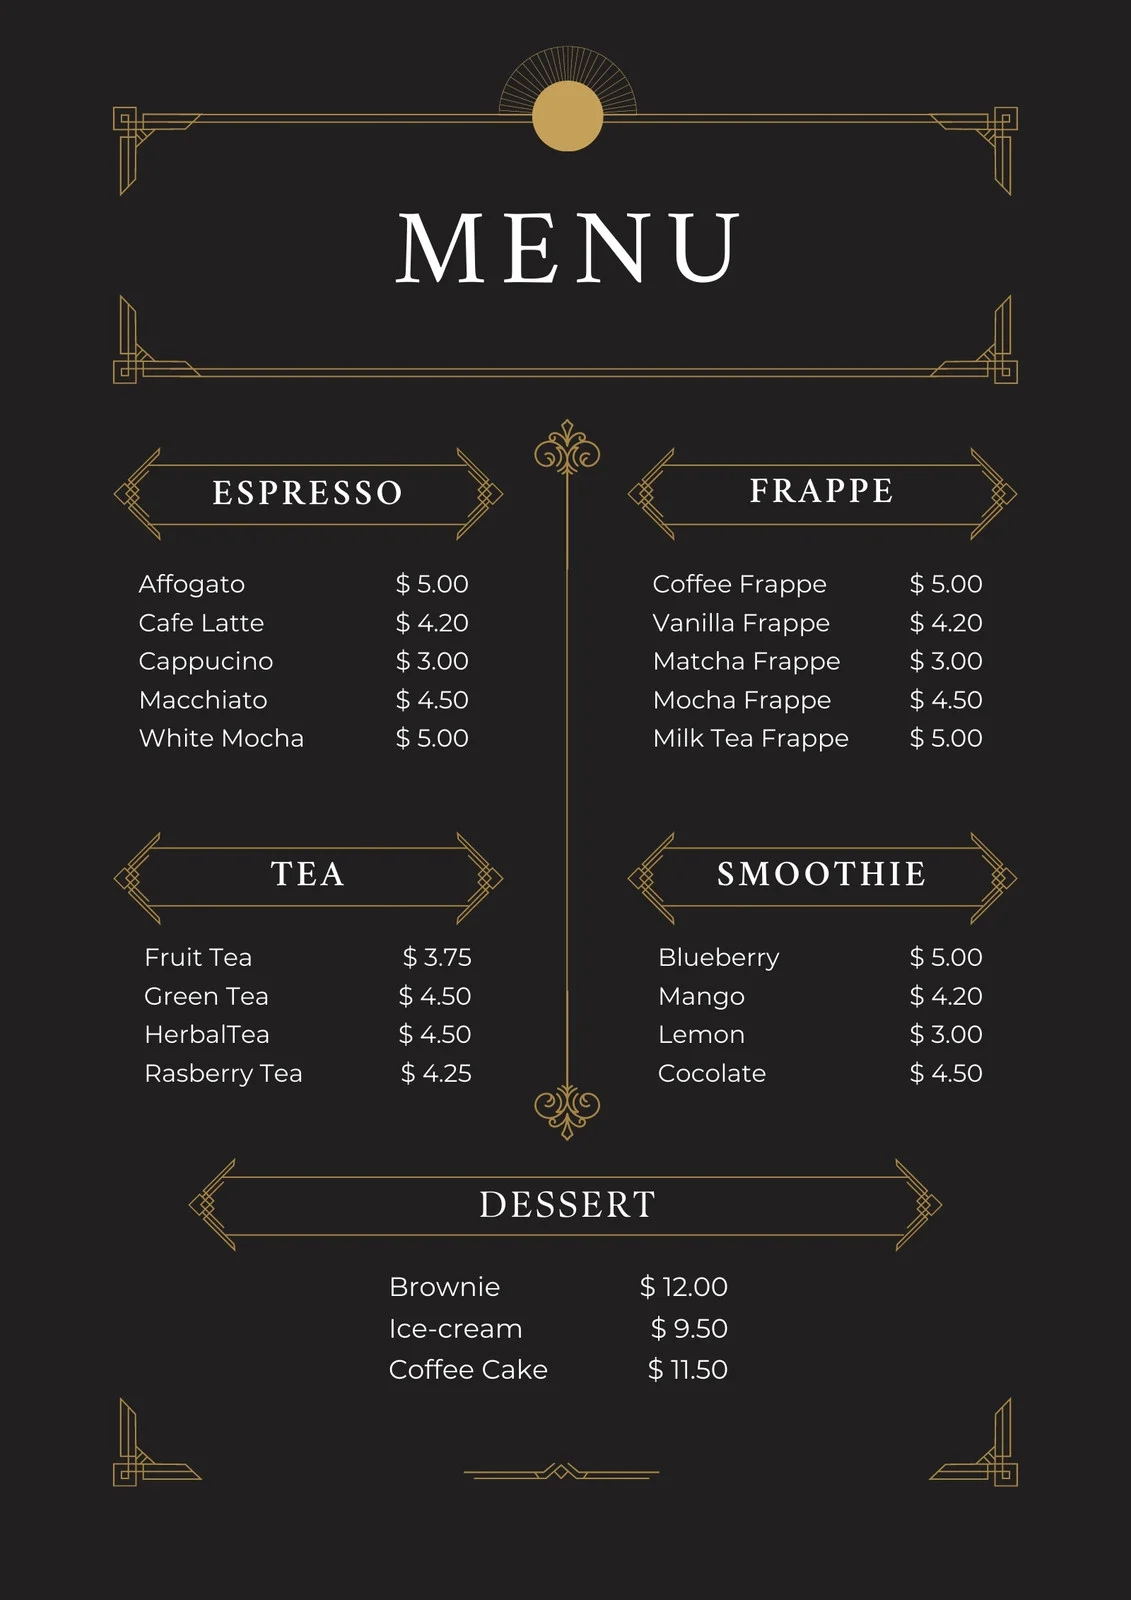 MENU
ESPRESSO
Affogato $ 5.00
Cafe Latte $ 4.20
Cappucino $ 3.00
Macchiato $ 4.50
White Mocha $ 5.00
FRAPPE
Coffee Frappe $ 5.00
Vanilla Frappe $ 4.20
Matcha Frappe $ 3.00
Mocha Frappe $ 4.50
Milk Tea Frappe $ 5.00
TEA
Fruit Tea $ 3.75
Green Tea $ 4.50
HerbalTea $ 4.50
Rasberry Tea $ 4.25
SMOOTHIE
Blueberry $ 5.00
Mango $ 4.20
Lemon $ 3.00
Cocolate $ 4.50
DESSERT
Brownie $ 12.00
Ice-cream $ 9.50
Coffee Cake $ 11.50